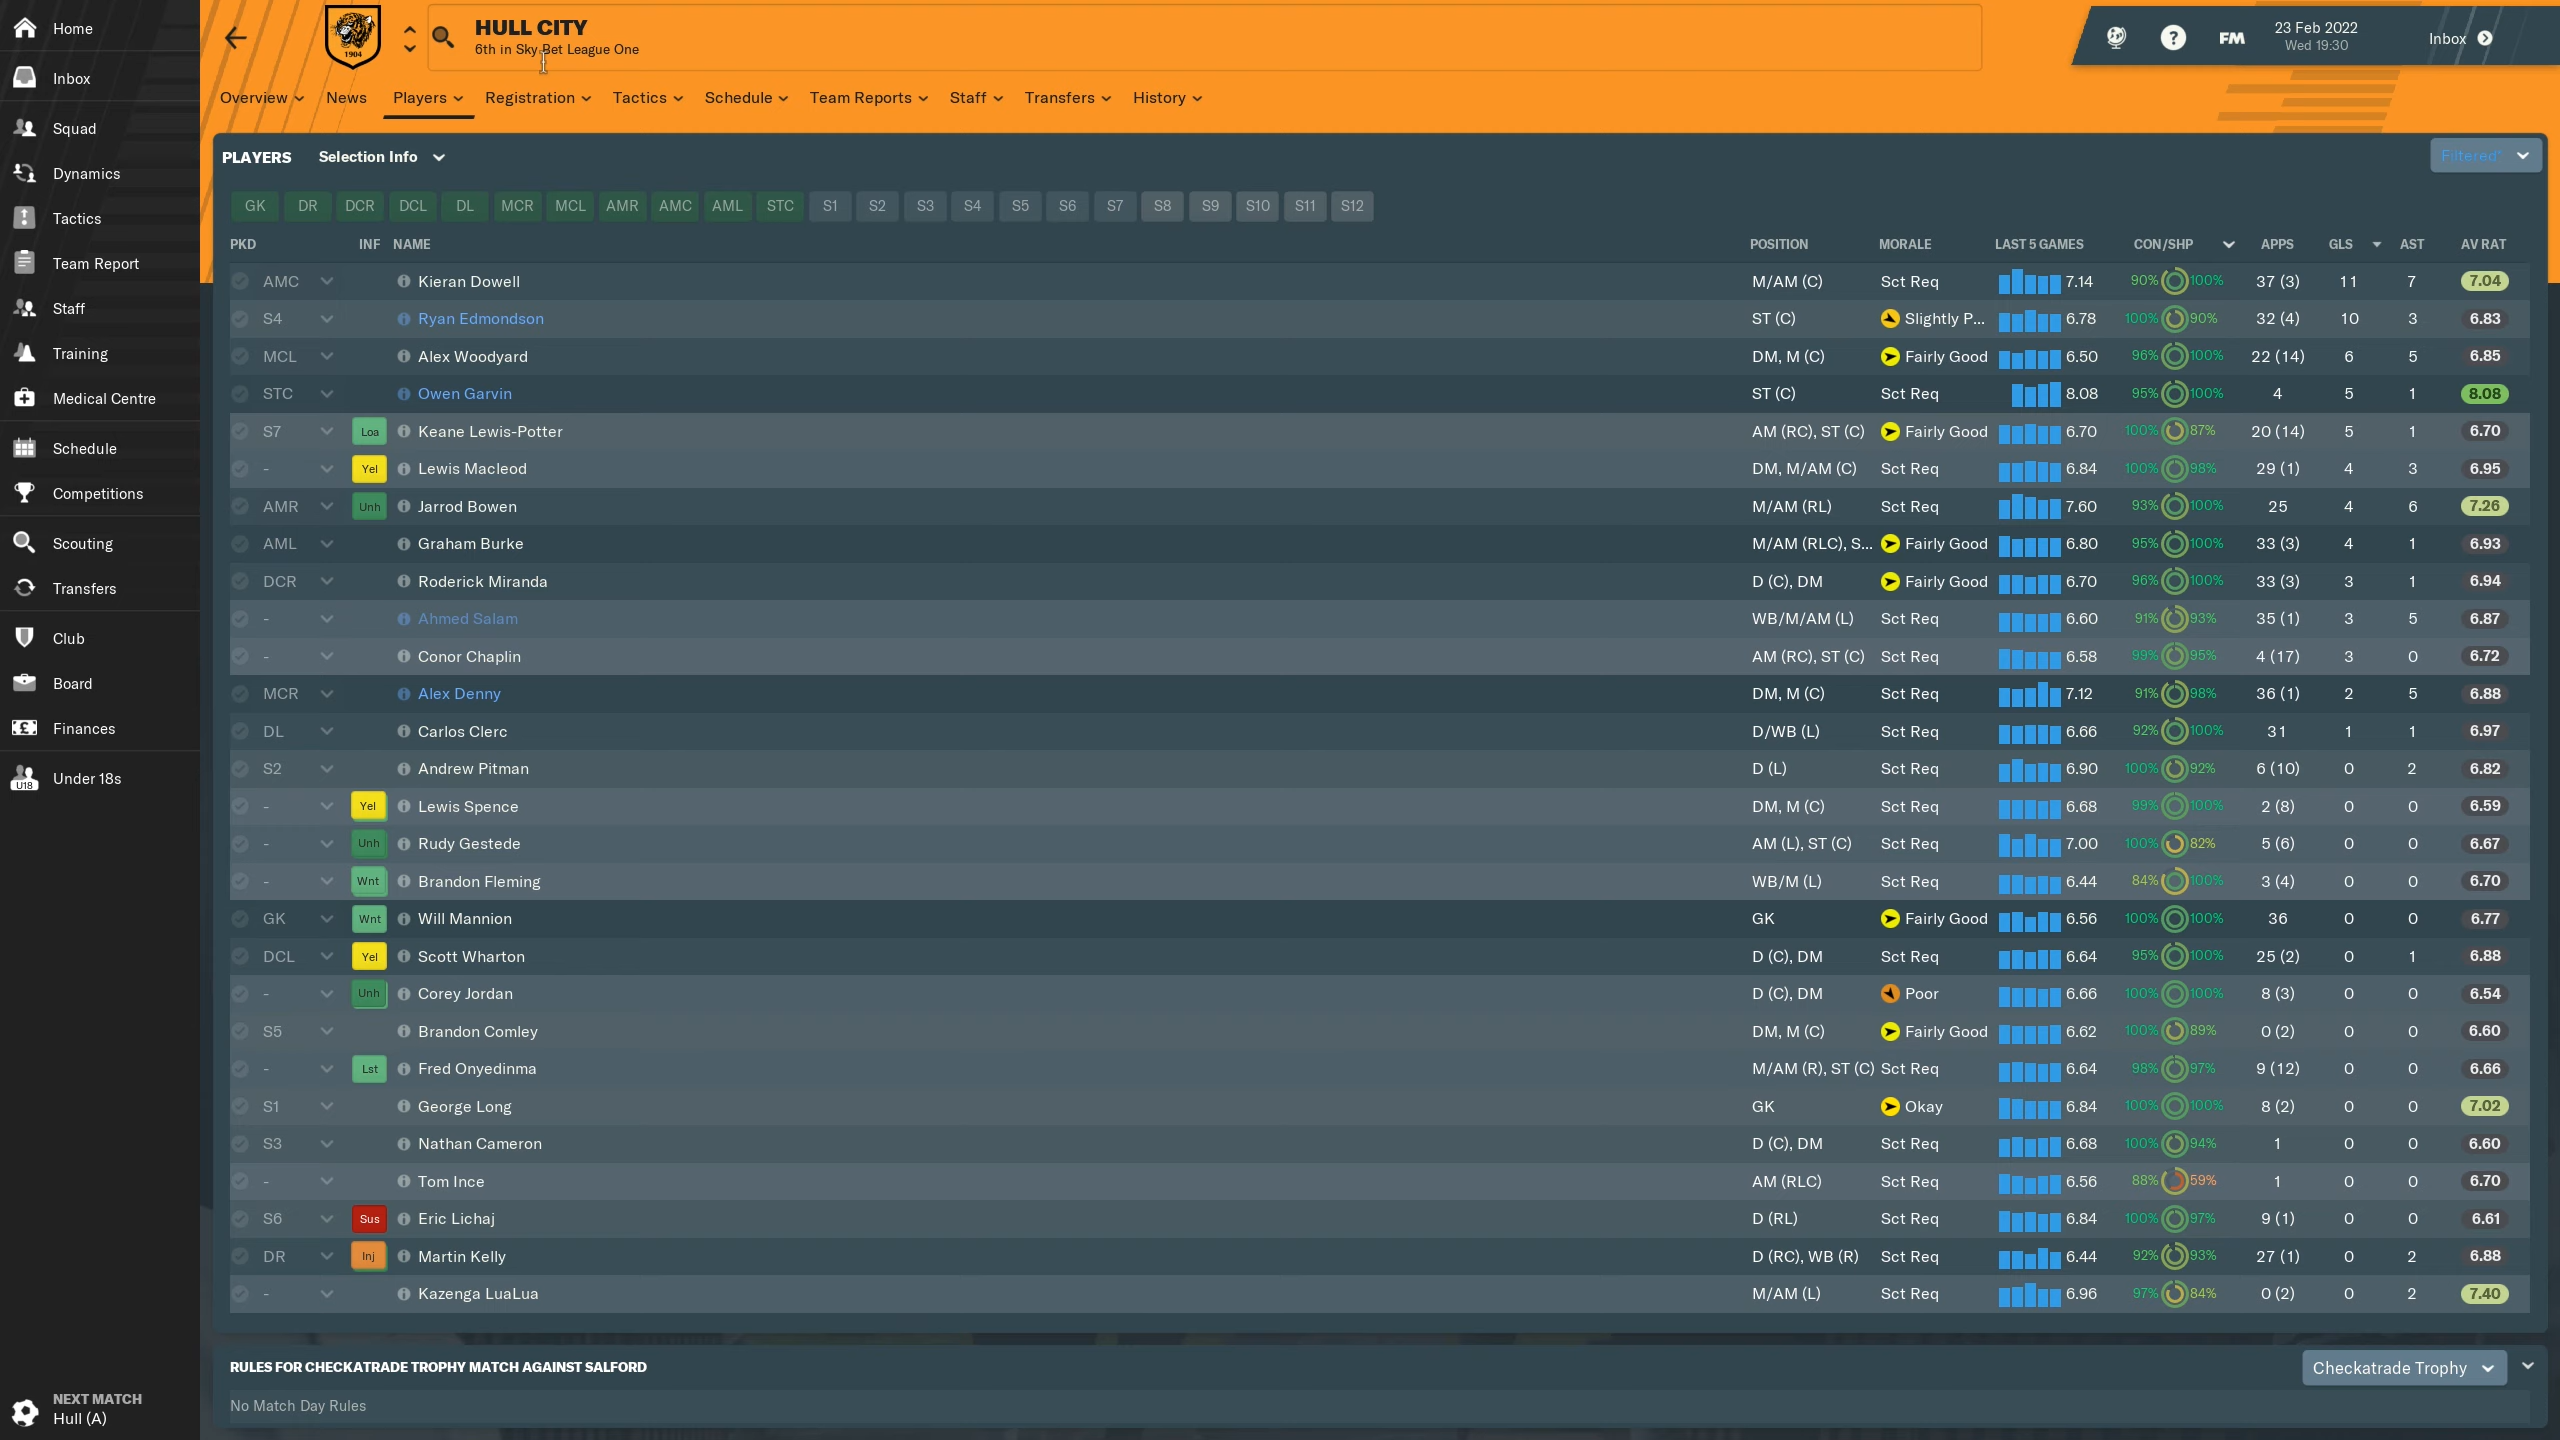 Home
Inbox
Squad
Dynamics
Tactics
Team Report
Staff
Training
Medical Centre
Schedule
Competitions
Scouting
Transfers
Club
Board
Finances
U18 Under 18s
NEXT MATCH
Hull (A)
1904
HULL CITY
6th in Sky Bet League One
FM
23 Feb 2022
Wed 19:30
Inbox
Overview News Players Registration Tactics Schedule Team Reports Staff Transfers History
PLAYERS Selection Info Filtered*
GK DR DCR DCL DL MCR MCL AMR AMC AML STC S1 S2 S3 S4 S5 S6 S7 S8 S9 S10 S11 S12
PKD INF NAME POSITION MORALE LAST 5 GAMES CON/SHP APPS GLS AST AV RAT
AMC Kieran Dowell M/AM (C) Sct Req 7.14 90% 100% 37 (3) 11 7 7.04
S4 Ryan Edmondson ST (C) Slightly P... 6.78 100% 90% 32 (4) 10 3 6.83
MCL Alex Woodyard DM, M (C) Fairly Good 6.50 96% 100% 22 (14) 6 5 6.85
STC Owen Garvin ST (C) Sct Req 8.08 95% 100% 4 5 1 8.08
S7 Loa Keane Lewis-Potter AM (RC), ST (C) Fairly Good 6.70 100% 87% 20 (14) 5 1 6.70
- Yel Lewis Macleod DM, M/AM (C) Sct Req 6.84 100% 98% 29 (1) 4 3 6.95
AMR Unh Jarrod Bowen M/AM (RL) Sct Req 7.60 93% 100% 25 4 6 7.26
AML Graham Burke M/AM (RLC), S... Fairly Good 6.80 95% 100% 33 (3) 4 1 6.93
DCR Roderick Miranda D (C), DM Fairly Good 6.70 96% 100% 33 (3) 3 1 6.94
- Ahmed Salam WB/M/AM (L) Sct Req 6.60 91% 93% 35 (1) 3 5 6.87
- Conor Chaplin AM (RC), ST (C) Sct Req 6.58 99% 95% 4 (17) 3 0 6.72
MCR Alex Denny DM, M (C) Sct Req 7.12 91% 98% 36 (1) 2 5 6.88
DL Carlos Clerc D/WB (L) Sct Req 6.66 92% 100% 31 1 1 6.97
S2 Andrew Pitman D (L) Sct Req 6.90 100% 92% 6 (10) 0 2 6.82
- Yel Lewis Spence DM, M (C) Sct Req 6.68 99% 100% 2 (8) 0 0 6.59
- Unh Rudy Gestede AM (L), ST (C) Sct Req 7.00 100% 82% 5 (6) 0 0 6.67
- Wnt Brandon Fleming WB/M (L) Sct Req 6.44 84% 100% 3 (4) 0 0 6.70
GK Wnt Will Mannion GK Fairly Good 6.56 100% 100% 36 0 0 6.77
DCL Yel Scott Wharton D (C), DM Sct Req 6.64 95% 100% 25 (2) 0 1 6.88
- Unh Corey Jordan D (C), DM Poor 6.66 100% 100% 8 (3) 0 0 6.54
S5 Brandon Comley DM, M (C) Fairly Good 6.62 100% 89% 0 (2) 0 0 6.60
- Lst Fred Onyedinma M/AM (R), ST (C) Sct Req 6.64 98% 97% 9 (12) 0 0 6.66
S1 George Long GK Okay 6.84 100% 100% 8 (2) 0 0 7.02
S3 Nathan Cameron D (C), DM Sct Req 6.68 100% 94% 1 0 0 6.60
- Tom Ince AM (RLC) Sct Req 6.56 88% 59% 1 0 0 6.70
S6 Sus Eric Lichaj D (RL) Sct Req 6.84 100% 97% 9 (1) 0 0 6.61
DR Inj Martin Kelly D (RC), WB (R) Sct Req 6.44 92% 93% 27 (1) 0 2 6.88
- Kazenga LuaLua M/AM (L) Sct Req 6.96 97% 84% 0 (2) 0 2 7.40
RULES FOR CHECKATRADE TROPHY MATCH AGAINST SALFORD Checkatrade Trophy
No Match Day Rules